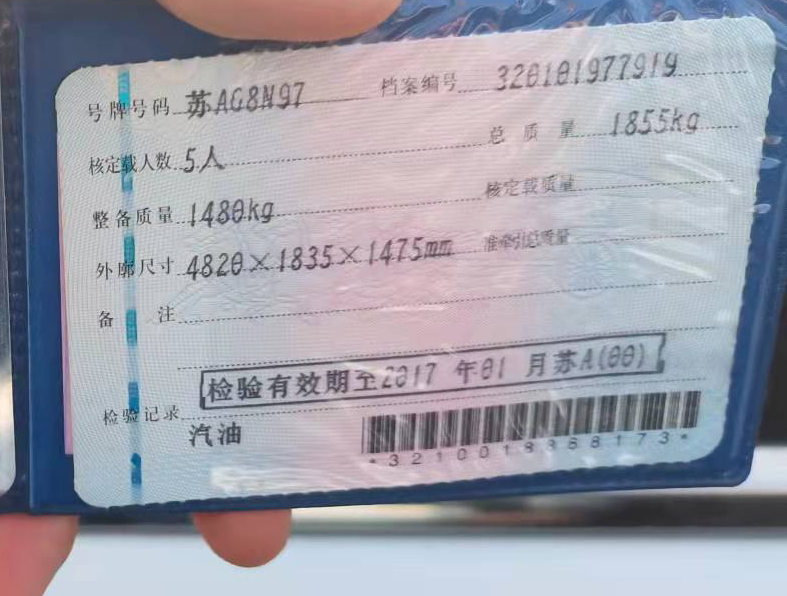 号牌号码 苏AG8N97 档案编号 320101977919
核定载人数 5人 总质量 1855kg
整备质量 1480kg 核定载质量
外廓尺寸 4820×1835×1475mm 准牵引总质量
备注
检验有效期至2017年01月苏A(00)
检验记录
汽油
*3210018368173*